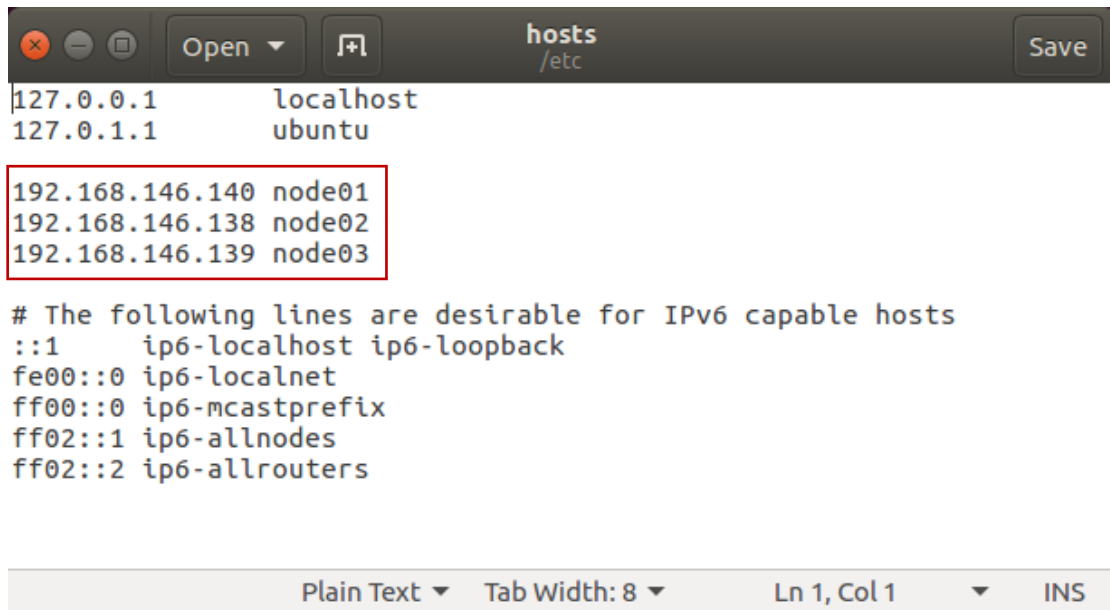 Open
hosts
/etc
Save
127.0.0.1 localhost
127.0.1.1 ubuntu
192.168.146.140 node01
192.168.146.138 node02
192.168.146.139 node03
# The following lines are desirable for IPv6 capable hosts
::1 ip6-localhost ip6-loopback
fe00::0 ip6-localnet
ff00::0 ip6-mcastprefix
ff02::1 ip6-allnodes
ff02::2 ip6-allrouters
Plain Text Tab Width: 8 Ln 1, Col 1 INS